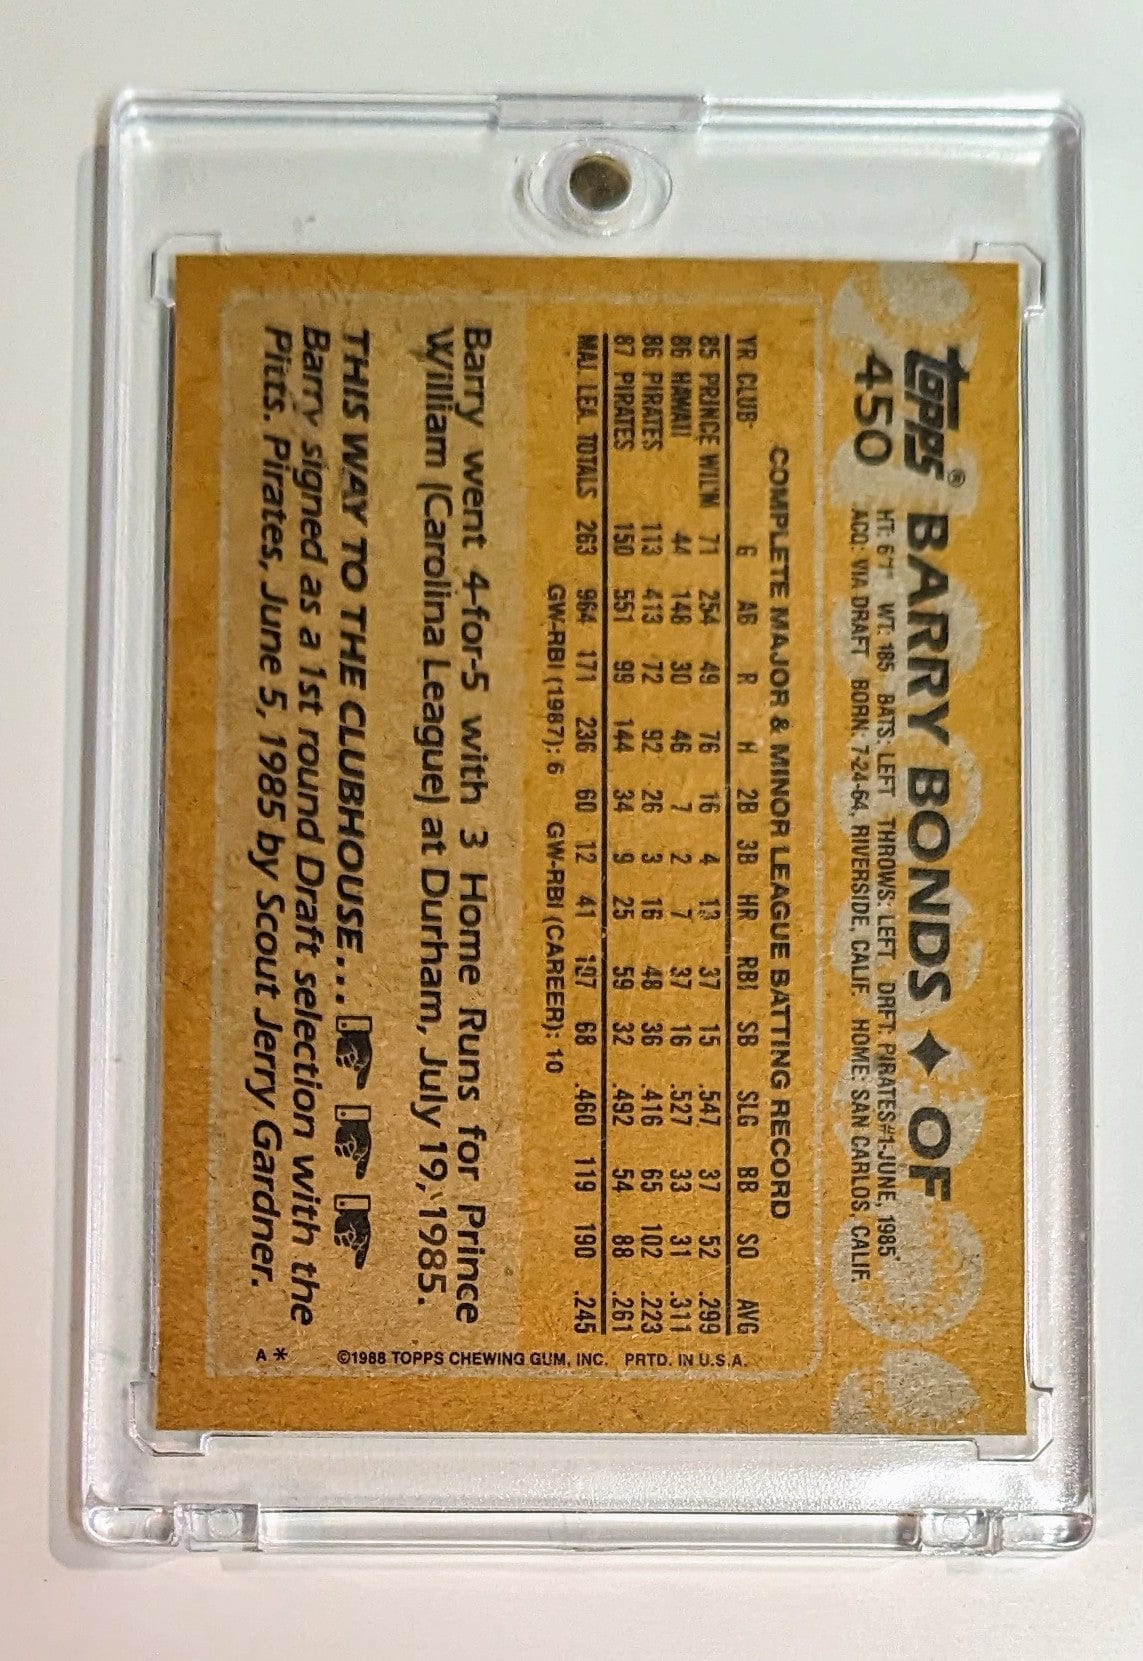 topps® BARRY BONDS ♦ OF
450 HT: 6'1" WT: 185 BATS: LEFT THROWS: LEFT DRFT: PIRATES#1-JUNE, 1985
ACQ: VIA DRAFT BORN: 7-24-64, RIVERSIDE, CALIF. HOME: SAN CARLOS, CALIF.
COMPLETE MAJOR & MINOR LEAGUE BATTING RECORD
YR CLUB G AB R H 2B 3B HR RBI SB SLG BB SO AVG
85 PRINCE WIL'M 71 254 49 76 16 4 13 37 15 .547 37 52 .299
86 HAWAII 44 148 30 46 7 2 7 37 16 .527 33 31 .311
86 PIRATES 113 413 72 92 26 3 16 48 36 .416 65 102 .223
87 PIRATES 150 551 99 144 34 9 25 59 32 .492 54 88 .261
MAJ. LEA. TOTALS 263 964 171 236 60 12 41 107 68 .460 119 190 .245
GW-RBI (1987): 6 GW-RBI (CAREER): 10
Barry went 4-for-5 with 3 Home Runs for Prince
William (Carolina League) at Durham, July 19, 1985.
THIS WAY TO THE CLUBHOUSE...
Barry signed as a 1st round Draft selection with the
Pitts. Pirates, June 5, 1985 by Scout Jerry Gardner.
©1988 TOPPS CHEWING GUM, INC. PRTD. IN U.S.A.
A *